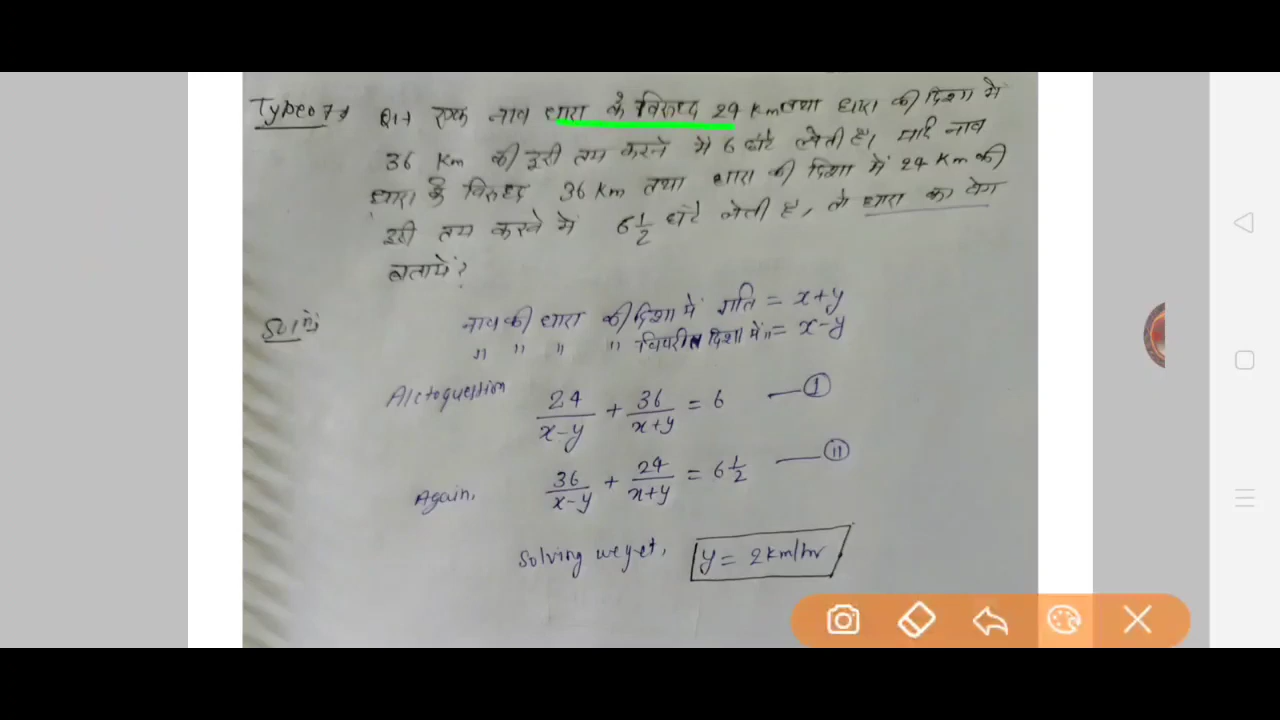 Type07→ Q1→ एक नाव धारा के विरुद्ध 24 Km तथा धारा की दिशा में
36 Km की दूरी तय करने में 6 घंटे लेती है। यदि नाव
धारा के विरुद्ध 36 Km तथा धारा की दिशा में 24 Km की
दूरी तय करने में 6 1/2 घंटे लेती है, तो धारा का वेग
बतायें?
Soln:
नाव की धारा की दिशा में गति = x+y
" " " " विपरीत दिशा में " = x-y
A/c to question
24/(x-y) + 36/(x+y) = 6 — I
Again, 36/(x-y) + 24/(x+y) = 6 1/2 — II
Solving we get, y = 2 km/hr